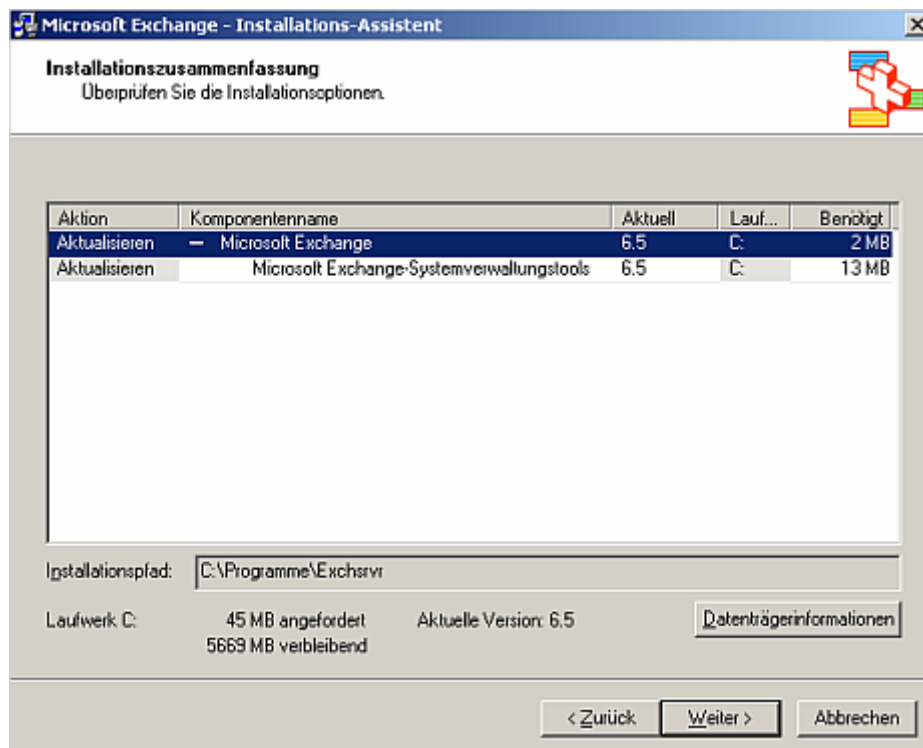 Microsoft Exchange - Installations-Assistent
Installationszusammenfassung
Überprüfen Sie die Installationsoptionen.
Aktion Komponentenname Aktuell Lauf... Benötigt
Aktualisieren – Microsoft Exchange 6.5 C: 2 MB
Aktualisieren Microsoft Exchange-Systemverwaltungstools 6.5 C: 13 MB
Installationspfad: C:\Programme\Exchsrvr
Laufwerk C: 45 MB angefordert Aktuelle Version: 6.5 Datenträgerinformationen
5669 MB verbleibend
< Zurück Weiter > Abbrechen